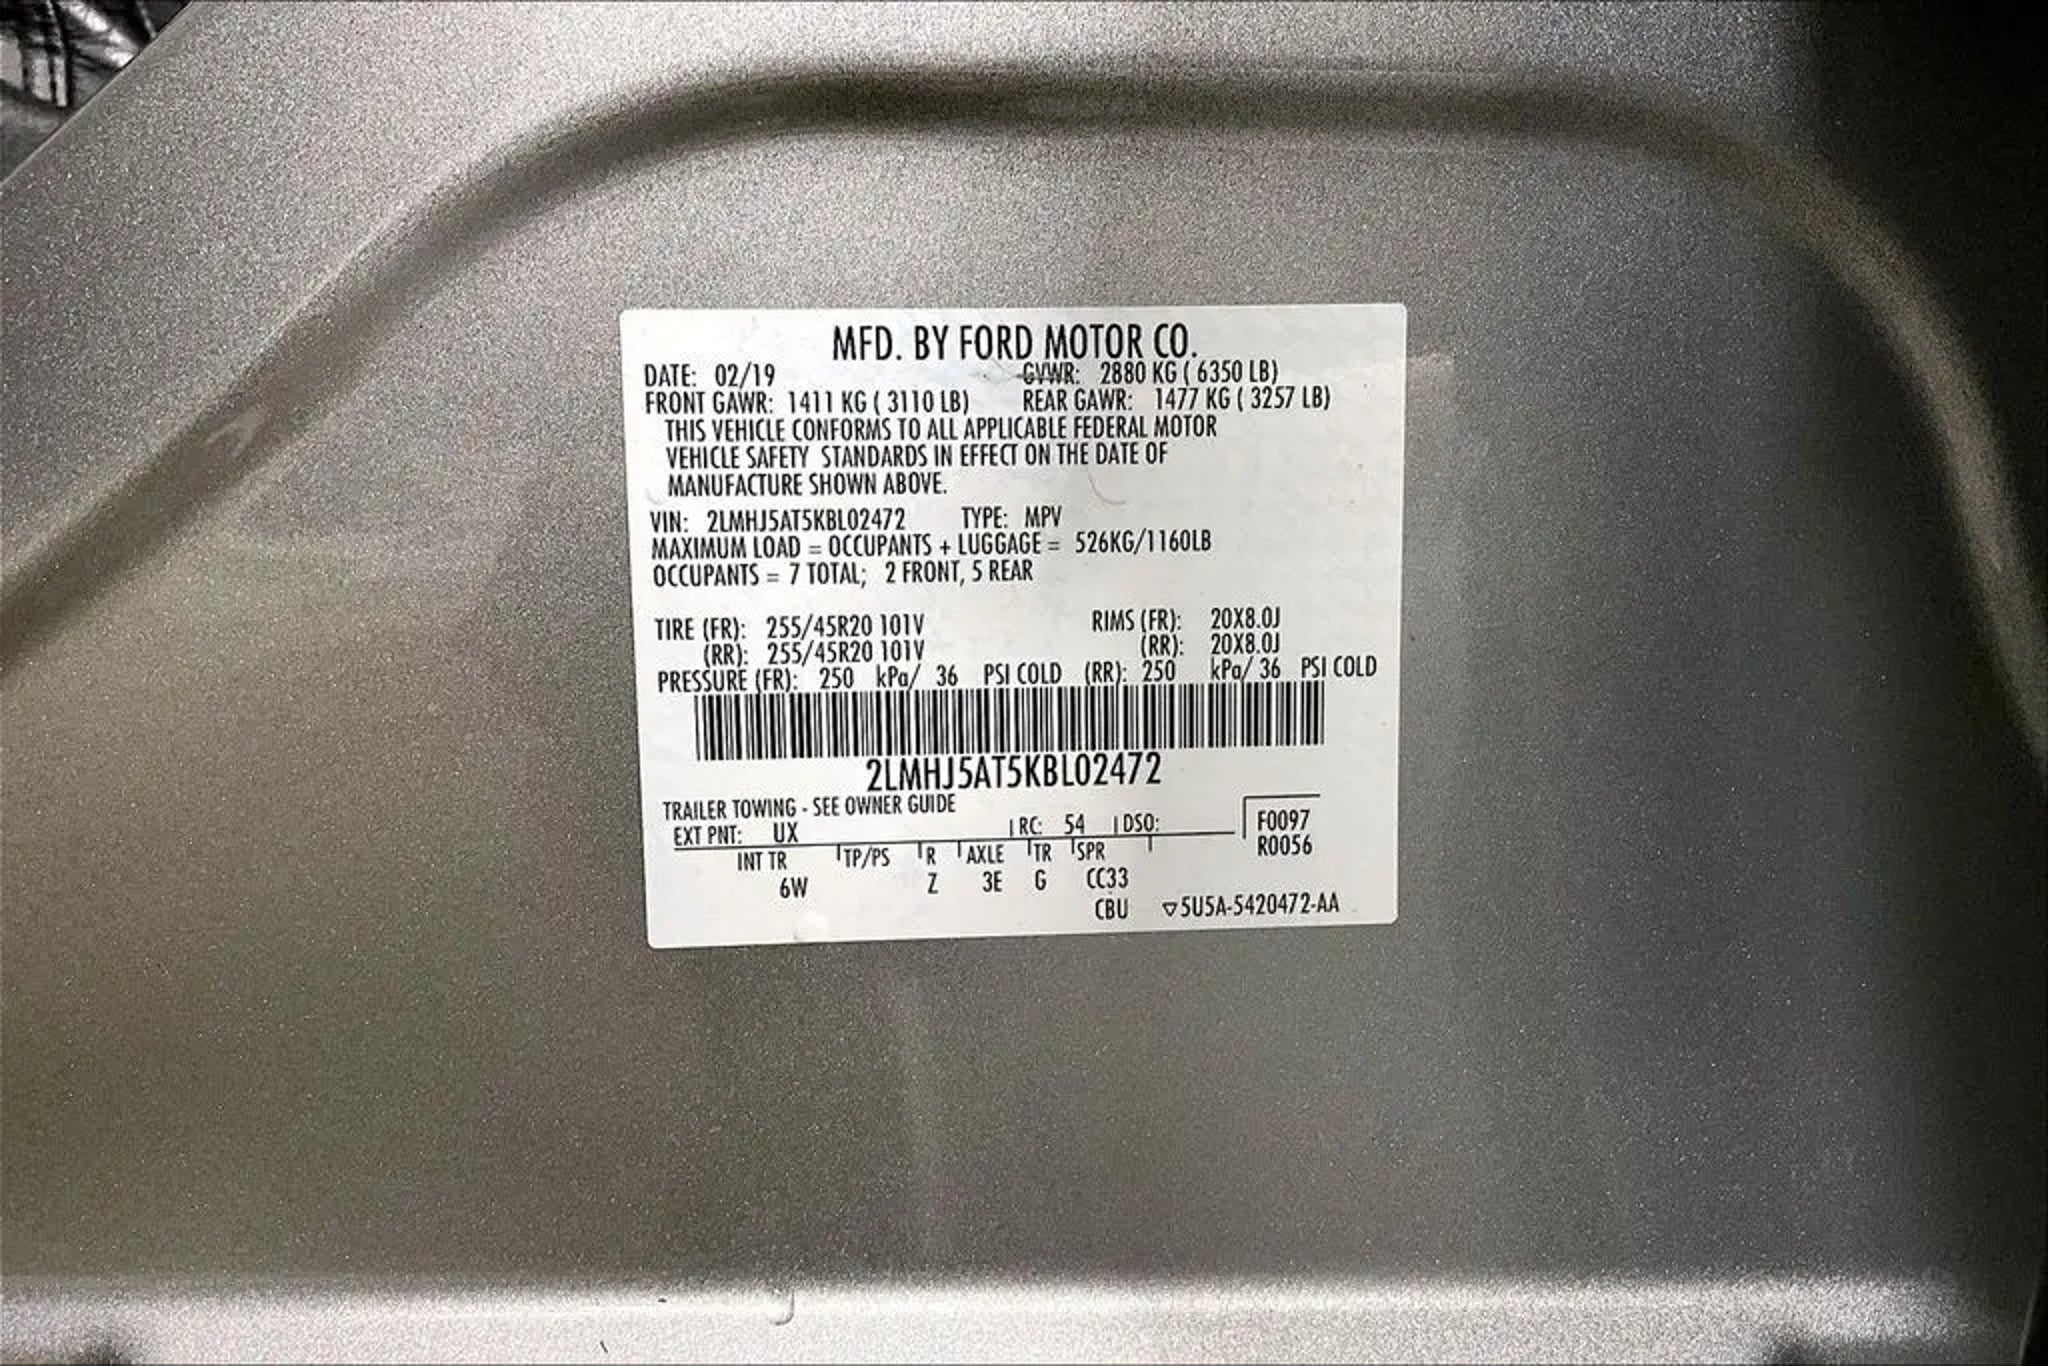 MFD. BY FORD MOTOR CO.
DATE: 02/19 GVWR: 2880 KG ( 6350 LB)
FRONT GAWR: 1411 KG ( 3110 LB) REAR GAWR: 1477 KG ( 3257 LB)
THIS VEHICLE CONFORMS TO ALL APPLICABLE FEDERAL MOTOR
VEHICLE SAFETY STANDARDS IN EFFECT ON THE DATE OF
MANUFACTURE SHOWN ABOVE.
VIN: 2LMHJ5AT5KBL02472 TYPE: MPV
MAXIMUM LOAD = OCCUPANTS + LUGGAGE = 526KG/1160LB
OCCUPANTS = 7 TOTAL; 2 FRONT, 5 REAR
TIRE (FR): 255/45R20 101V RIMS (FR): 20X8.0J
(RR): 255/45R20 101V (RR): 20X8.0J
PRESSURE (FR): 250 kPa/ 36 PSI COLD (RR): 250 kPa/ 36 PSI COLD
2LMHJ5AT5KBL02472
TRAILER TOWING - SEE OWNER GUIDE
EXT PNT: UX RC: 54 DSO: F0097
INT TR TP/PS R AXLE TR SPR R0056
6W Z 3E G CC33
CBU ▽5U5A-5420472-AA